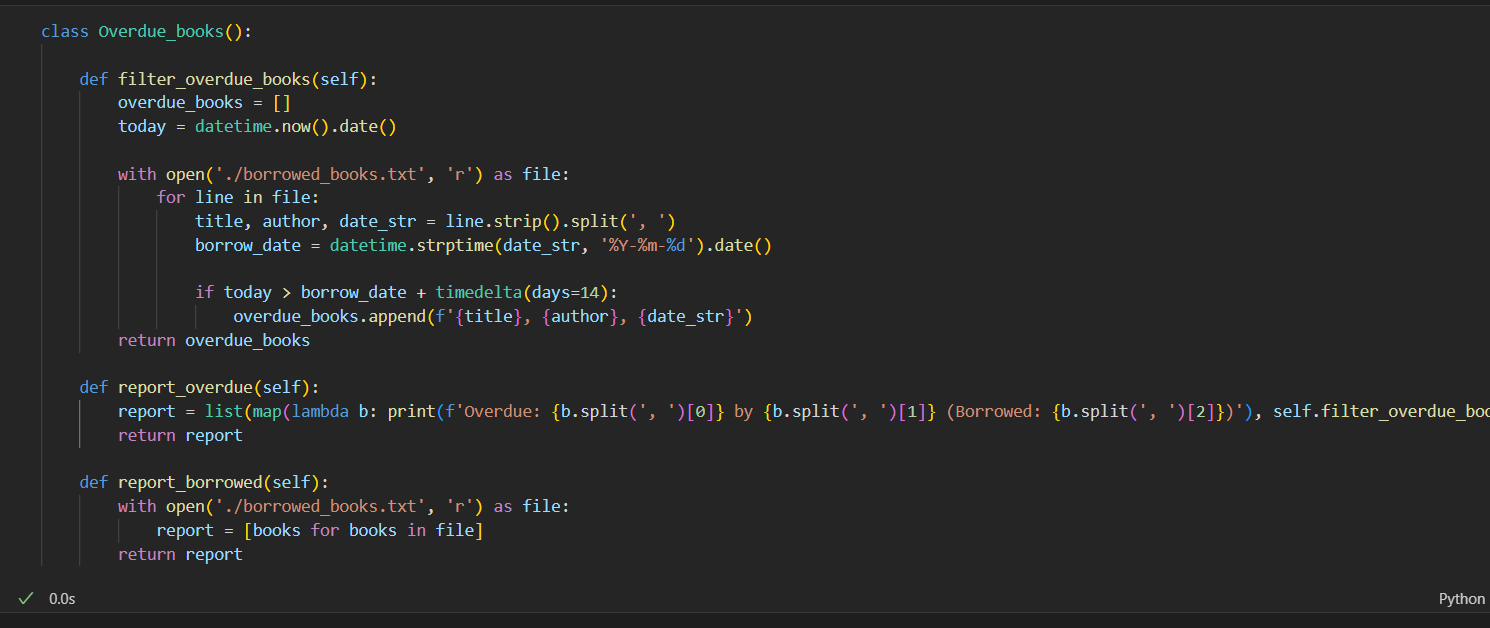 class Overdue_books():
def filter_overdue_books(self):
overdue_books = []
today = datetime.now().date()
with open('./borrowed_books.txt', 'r') as file:
for line in file:
title, author, date_str = line.strip().split(', ')
borrow_date = datetime.strptime(date_str, '%Y-%m-%d').date()
if today > borrow_date + timedelta(days=14):
overdue_books.append(f'{title}, {author}, {date_str}')
return overdue_books
def report_overdue(self):
report = list(map(lambda b: print(f'Overdue: {b.split(', ')[0]} by {b.split(', ')[1]} (Borrowed: {b.split(', ')[2]})'), self.filter_overdue_boo
return report
def report_borrowed(self):
with open('./borrowed_books.txt', 'r') as file:
report = [books for books in file]
return report
0.0s
Python